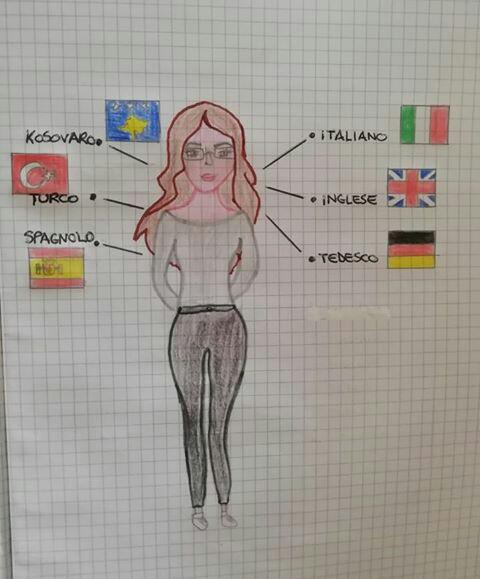 KOSOVARO
TURCO
SPAGNOLO
ITALIANO
INGLESE
TEDESCO